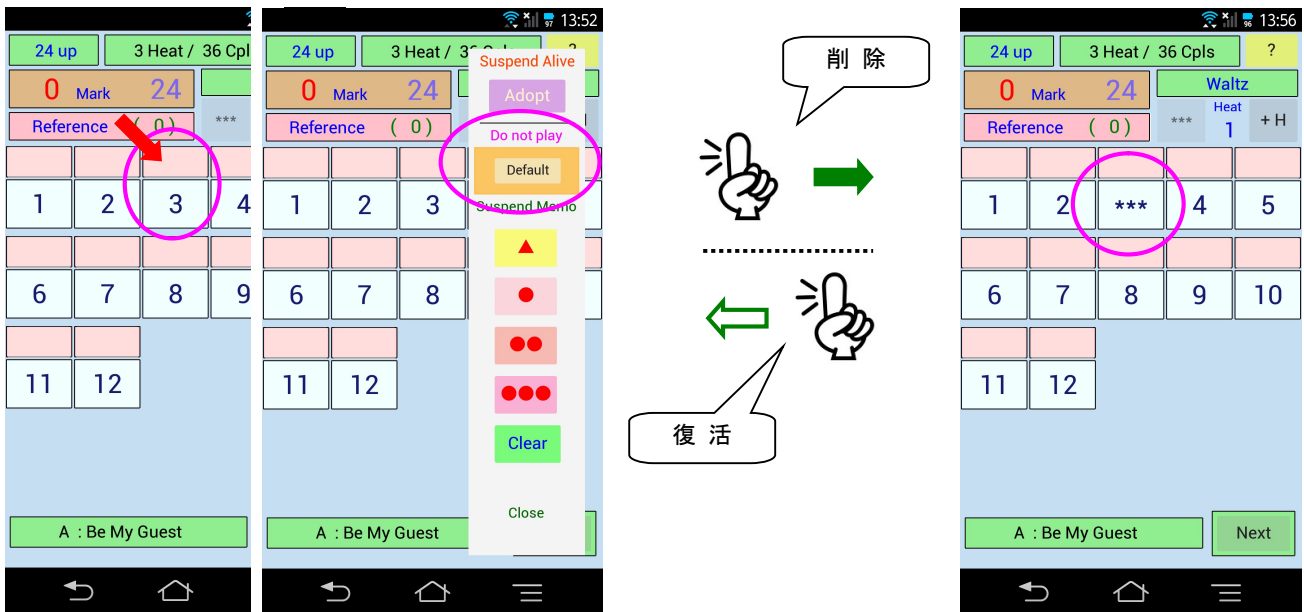 24 up
3 Heat / 36 Cpl
0 Mark 24
Reference ( 0 )
***
1 2 3 4
6 7 8 9
11 12
A : Be My Guest
97 13:52
24 up
3 Heat /
?
0 Mark 24
Reference ( 0 )
1 2 3
6 7 8
11 12
A : Be My Guest
Suspend Alive
Adopt
Do not play
Default
Suspend Memo
Clear
Close
削 除
復 活
96 13:56
24 up
3 Heat / 36 Cpls
?
0 Mark 24
Waltz
Reference ( 0 )
***
Heat
1
+ H
1 2 *** 4 5
6 7 8 9 10
11 12
A : Be My Guest
Next